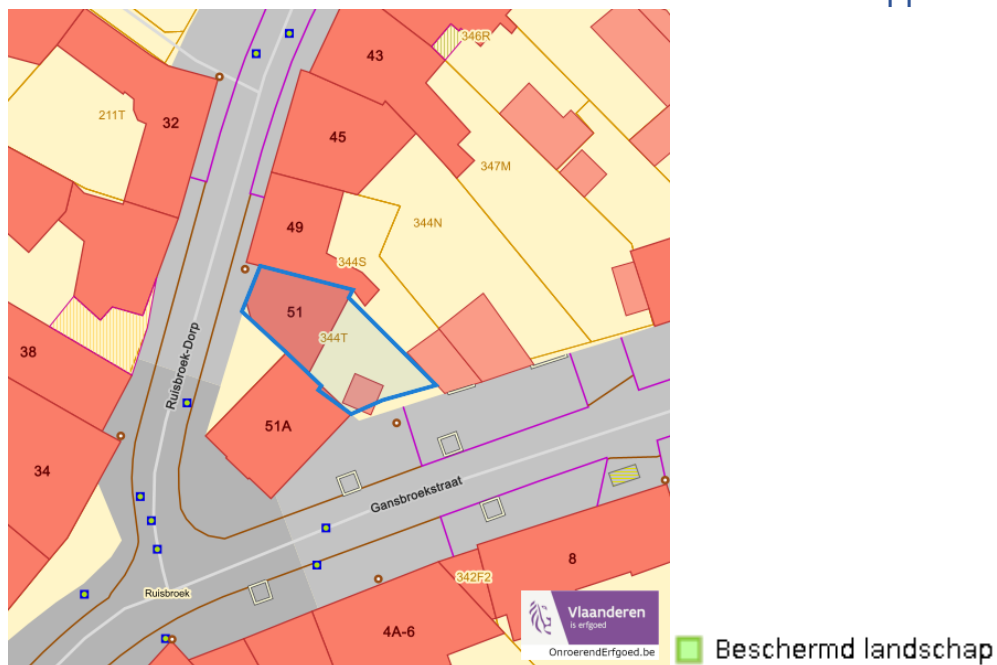 pp
43
346R
211T
32
45
347M
49
344N
344S
51
344T
Ruisbroek-Dorp
38
51A
34
Gansbroekstraat
Ruisbroek
342F2
8
4A-6
Vlaanderen
is erfgoed
OnroerendErfgoed.be
Beschermd landschap